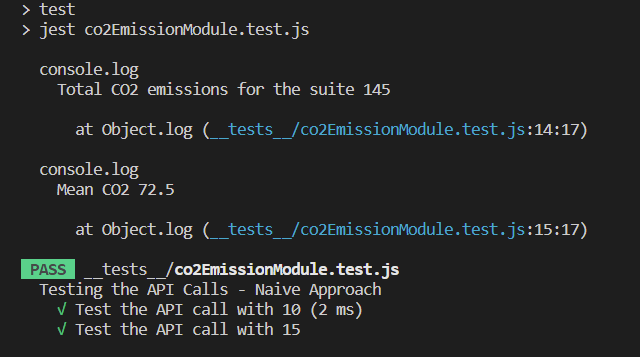 > test
> jest co2EmissionModule.test.js
console.log
Total CO2 emissions for the suite 145
at Object.log (__tests__/co2EmissionModule.test.js:14:17)
console.log
Mean CO2 72.5
at Object.log (__tests__/co2EmissionModule.test.js:15:17)
PASS __tests__/co2EmissionModule.test.js
Testing the API Calls - Naive Approach
√ Test the API call with 10 (2 ms)
√ Test the API call with 15